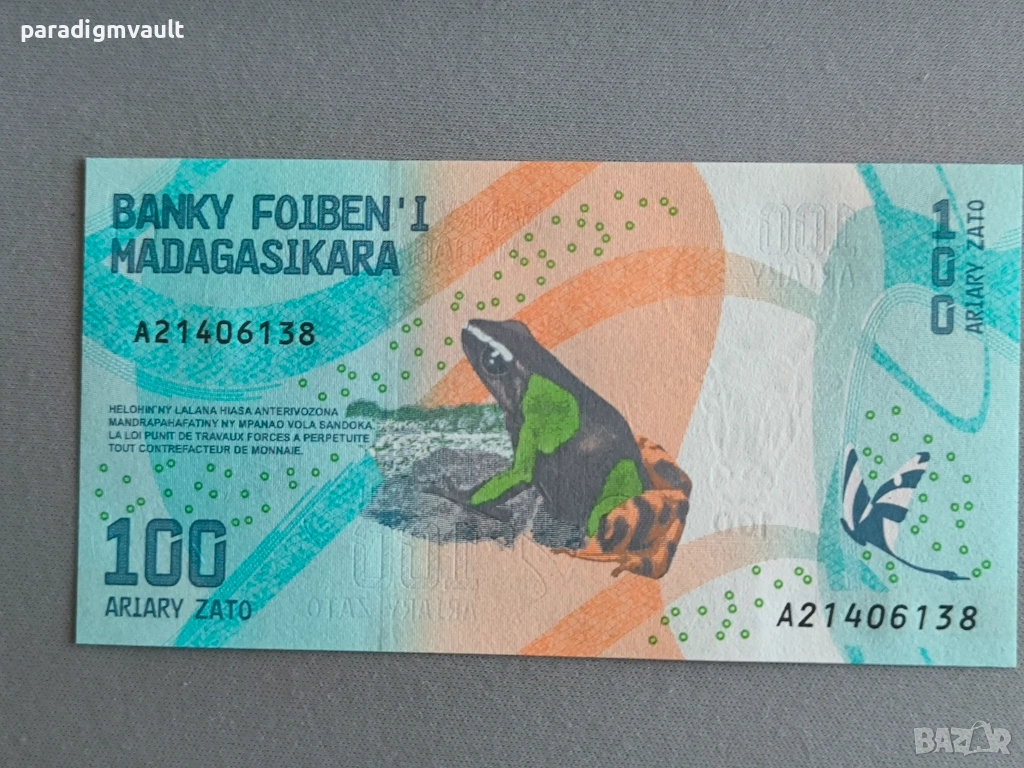 paradigmvault
BANKY FOIBEN'I
MADAGASIKARA
A21406138
100
ARIARY ZATO
HELOHIN'NY LALANA HIASA ANTERIVOZONA
MANDRAPAHAFATINY NY MPANAO VOLA SANDOKA.
LA LOI PUNIT DE TRAVAUX FORCES A PERPETUITE
TOUT CONTREFACTEUR DE MONNAIE.
100
ARIARY ZATO
A21406138
BAZAR